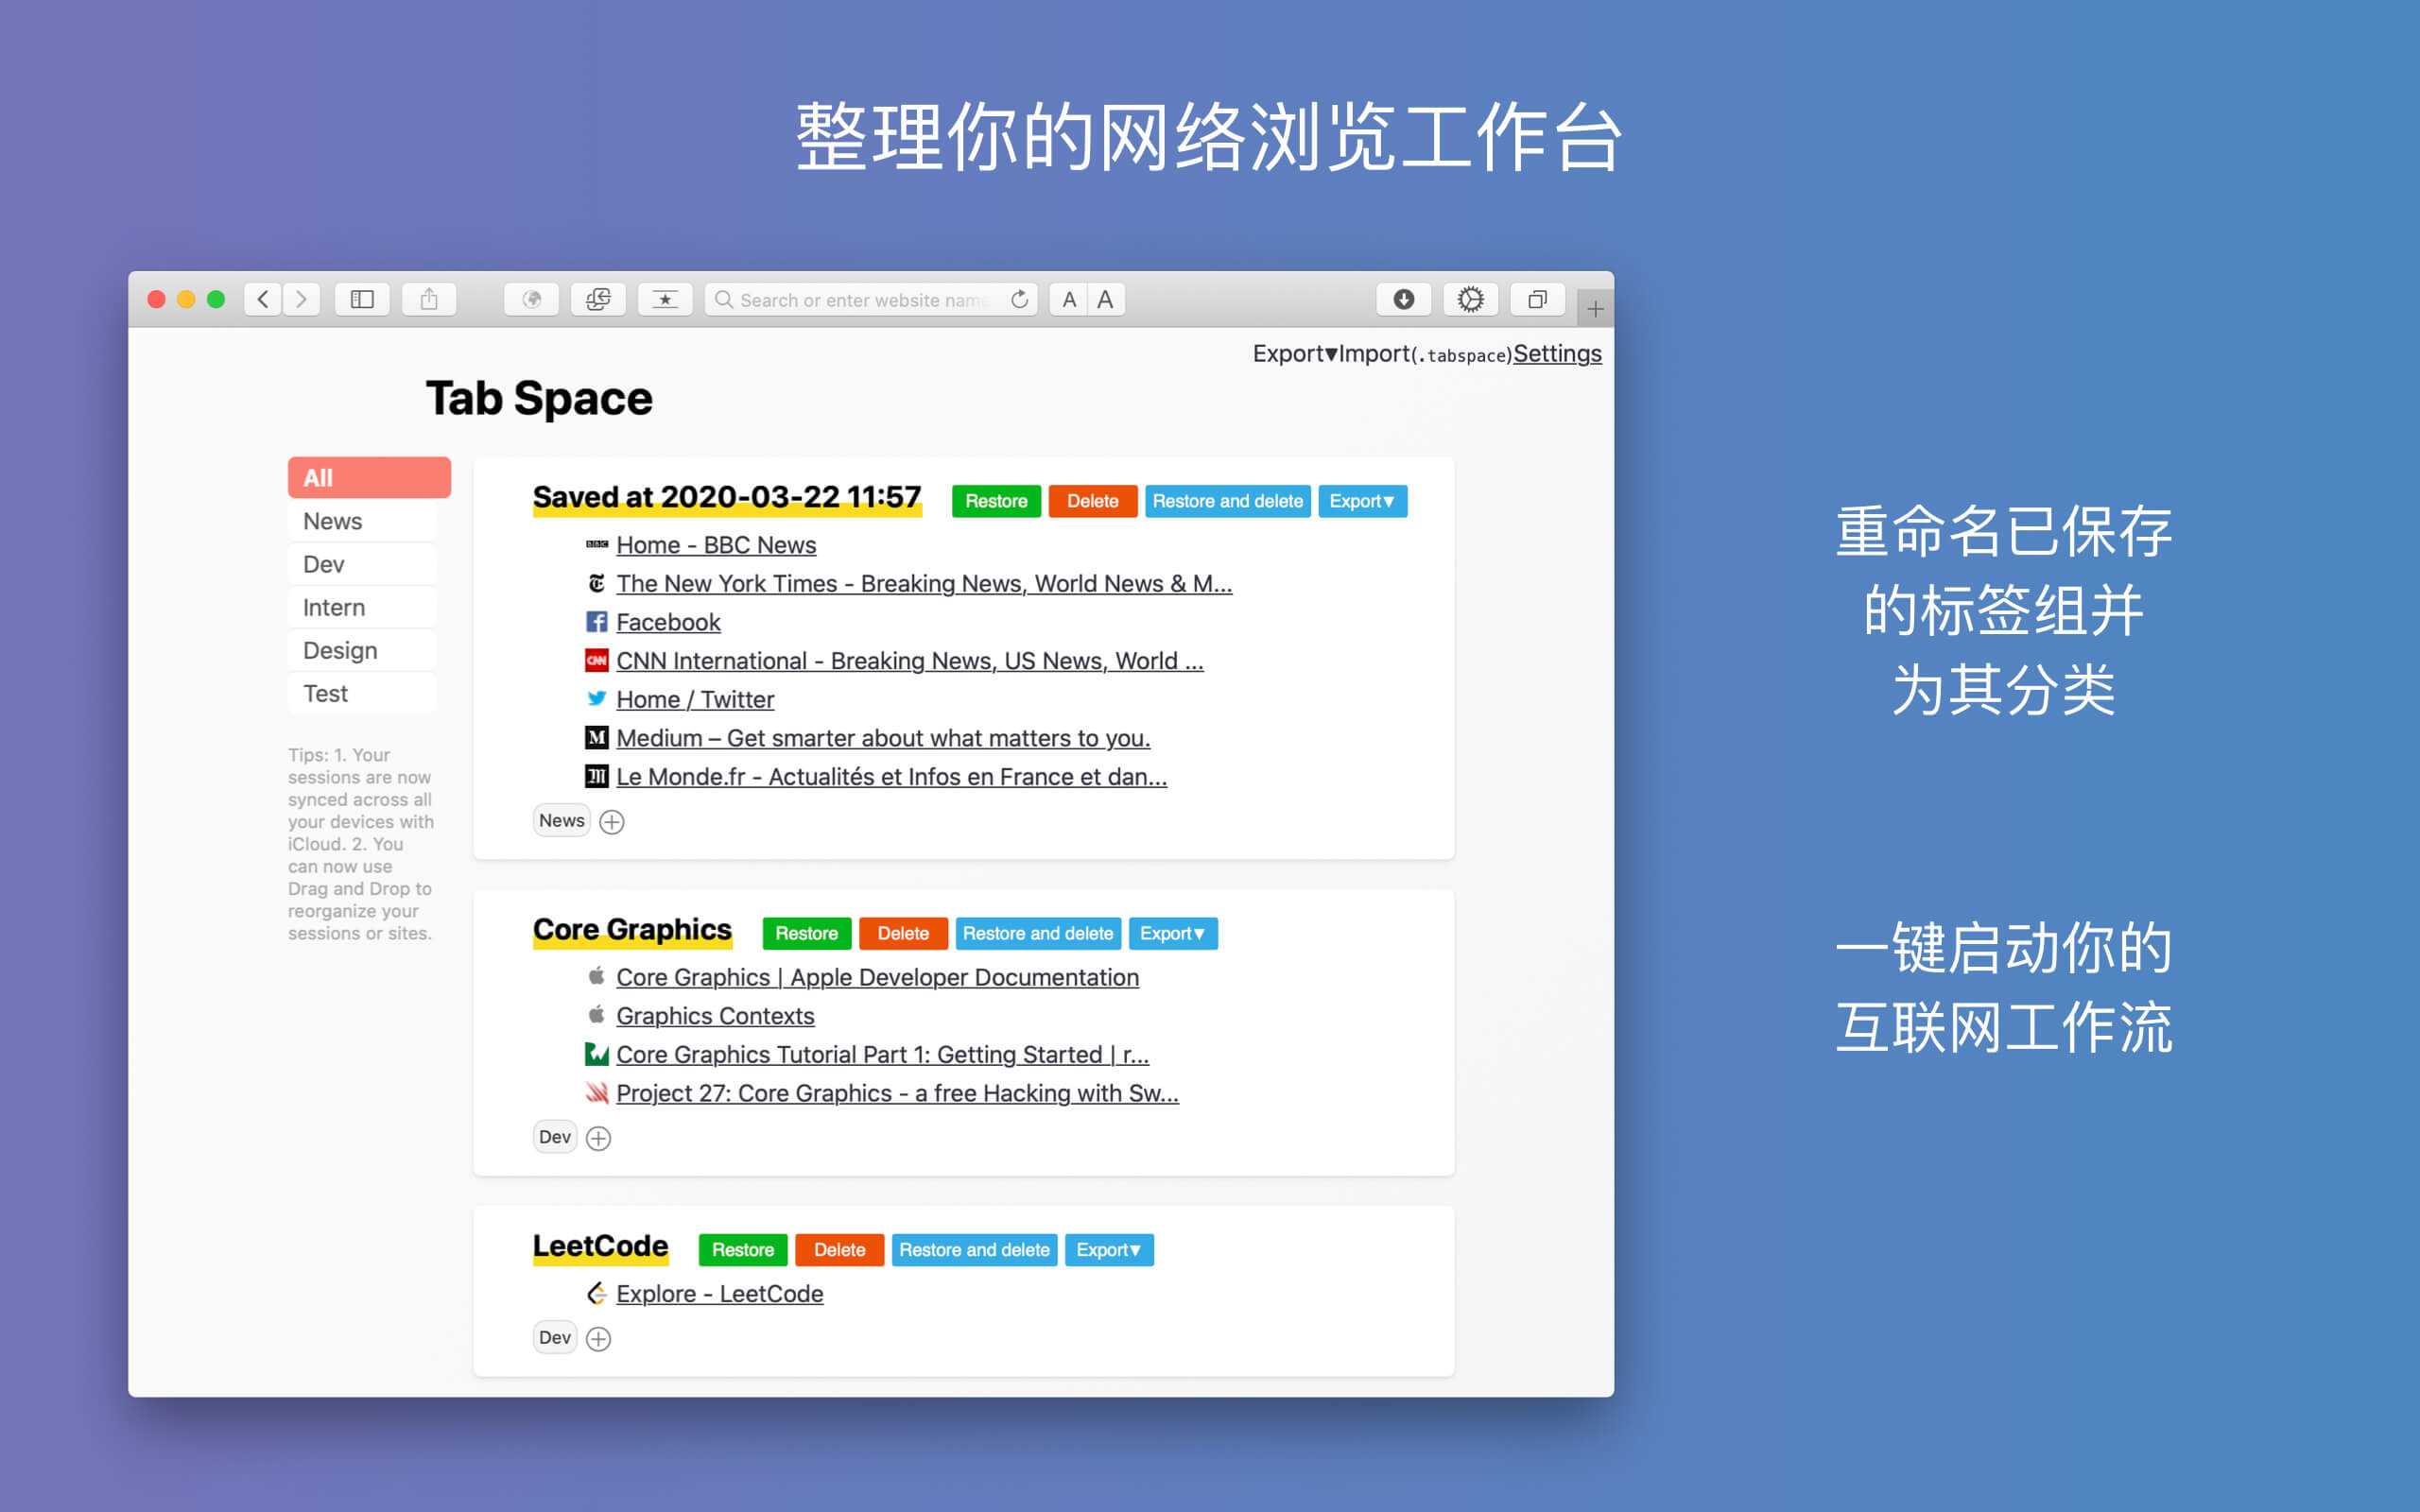 整理你的网络浏览工作台
Search or enter website name
A A
Export▾Import(.tabspace)Settings
Tab Space
All
News
Dev
Intern
Design
Test
Tips: 1. Your
sessions are now
synced across all
your devices with
iCloud. 2. You
can now use
Drag and Drop to
reorganize your
sessions or sites.
Saved at 2020-03-22 11:57 Restore Delete Restore and delete Export▾
BBC Home - BBC News
The New York Times - Breaking News, World News & M...
Facebook
CNN CNN International - Breaking News, US News, World ...
Home / Twitter
M Medium – Get smarter about what matters to you.
Le Monde.fr - Actualités et Infos en France et dan...
News
Core Graphics Restore Delete Restore and delete Export▾
Core Graphics | Apple Developer Documentation
Graphics Contexts
Core Graphics Tutorial Part 1: Getting Started | r...
Project 27: Core Graphics - a free Hacking with Sw...
Dev
LeetCode Restore Delete Restore and delete Export▾
Explore - LeetCode
Dev
重命名已保存
的标签组并
为其分类
一键启动你的
互联网工作流